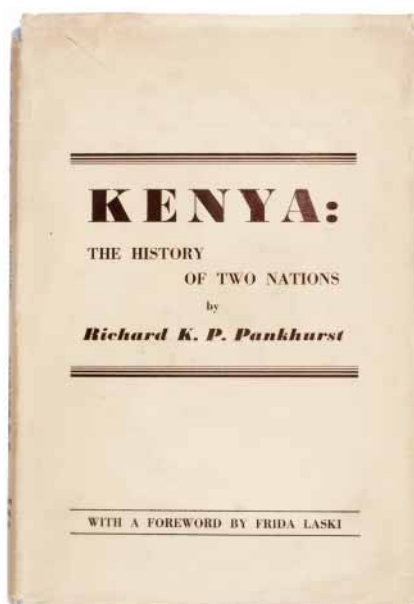 KENYA:
THE HISTORY
OF TWO NATIONS
by
Richard K. P. Pankhurst
WITH A FOREWORD BY FRIDA LASKI